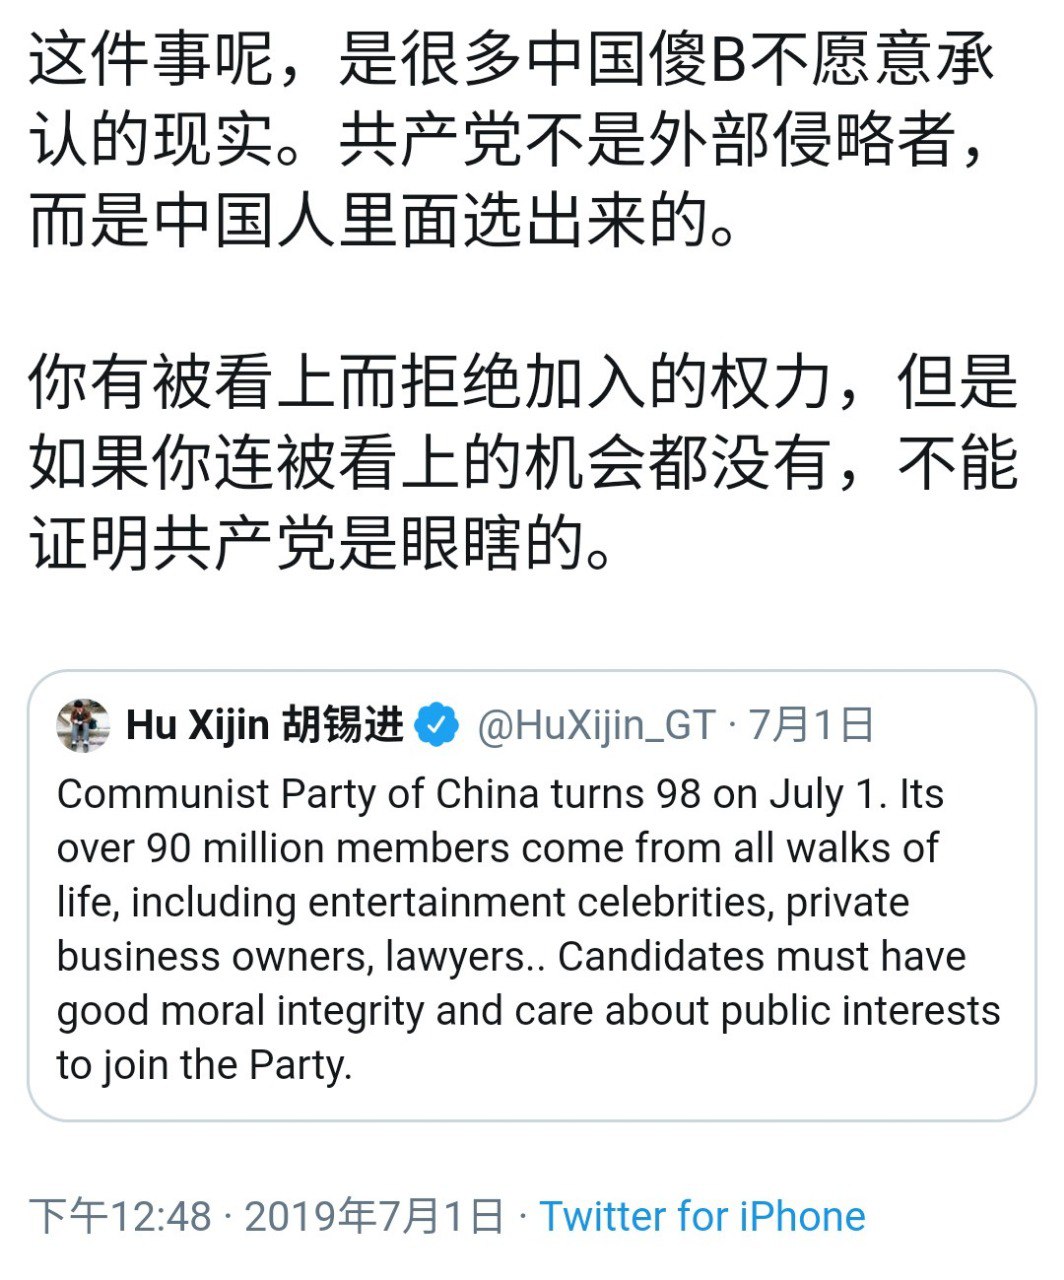 这件事呢，是很多中国傻B不愿意承
认的现实。共产党不是外部侵略者，
而是中国人里面选出来的。
你有被看上而拒绝加入的权力，但是
如果你连被看上的机会都没有，不能
证明共产党是眼瞎的。
Hu Xijin 胡锡进 @HuXijin_GT · 7月1日
Communist Party of China turns 98 on July 1. Its
over 90 million members come from all walks of
life, including entertainment celebrities, private
business owners, lawyers.. Candidates must have
good moral integrity and care about public interests
to join the Party.
下午12:48 · 2019年7月1日 · Twitter for iPhone